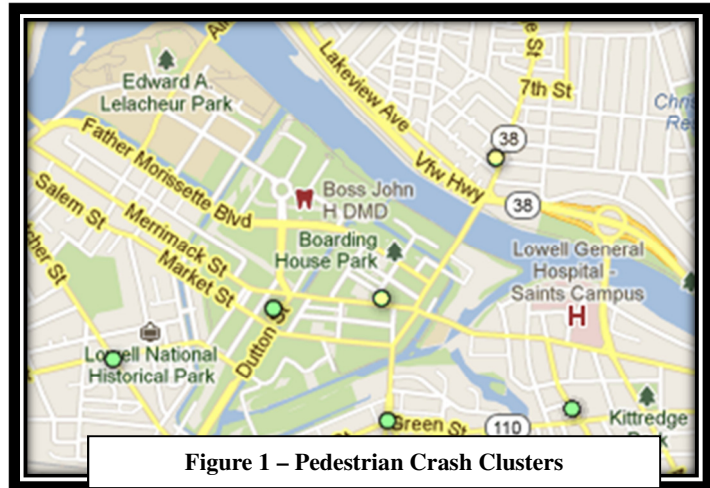 7th St
Lakeview Ave
Edward A.
Lelacheur Park
38
Father Morissette Blvd
Vfw Hwy
Boss John
H DMD
38
Salem St
Merrimack St
Market St
Boarding
House Park
Lowell General
Hospital -
Saints Campus
H
Dutton St
Lowell National
Historical Park
Green St
110
Kittredge
Figure 1 – Pedestrian Crash Clusters